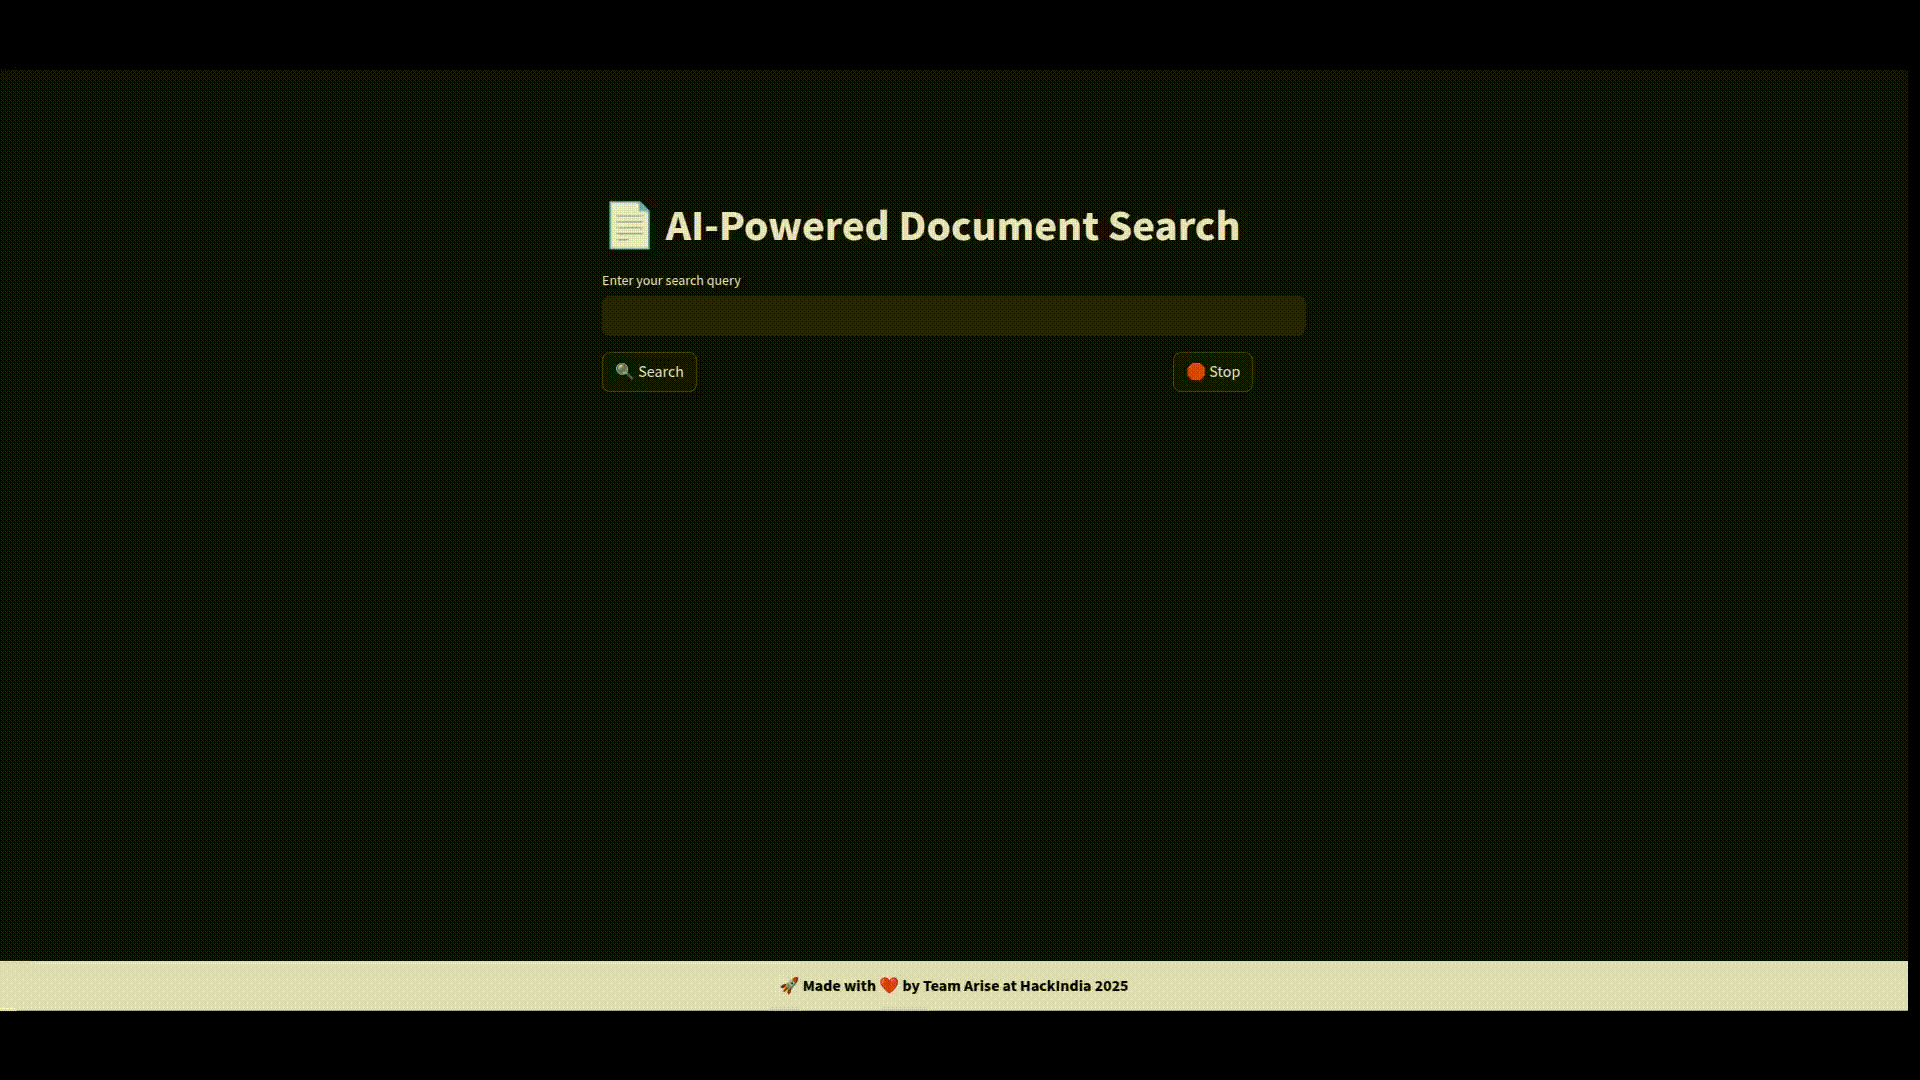 📄 AI-Powered Document Search
Enter your search query
🔍 Search
🛑 Stop
🚀 Made with ❤️ by Team Arise at HackIndia 2025